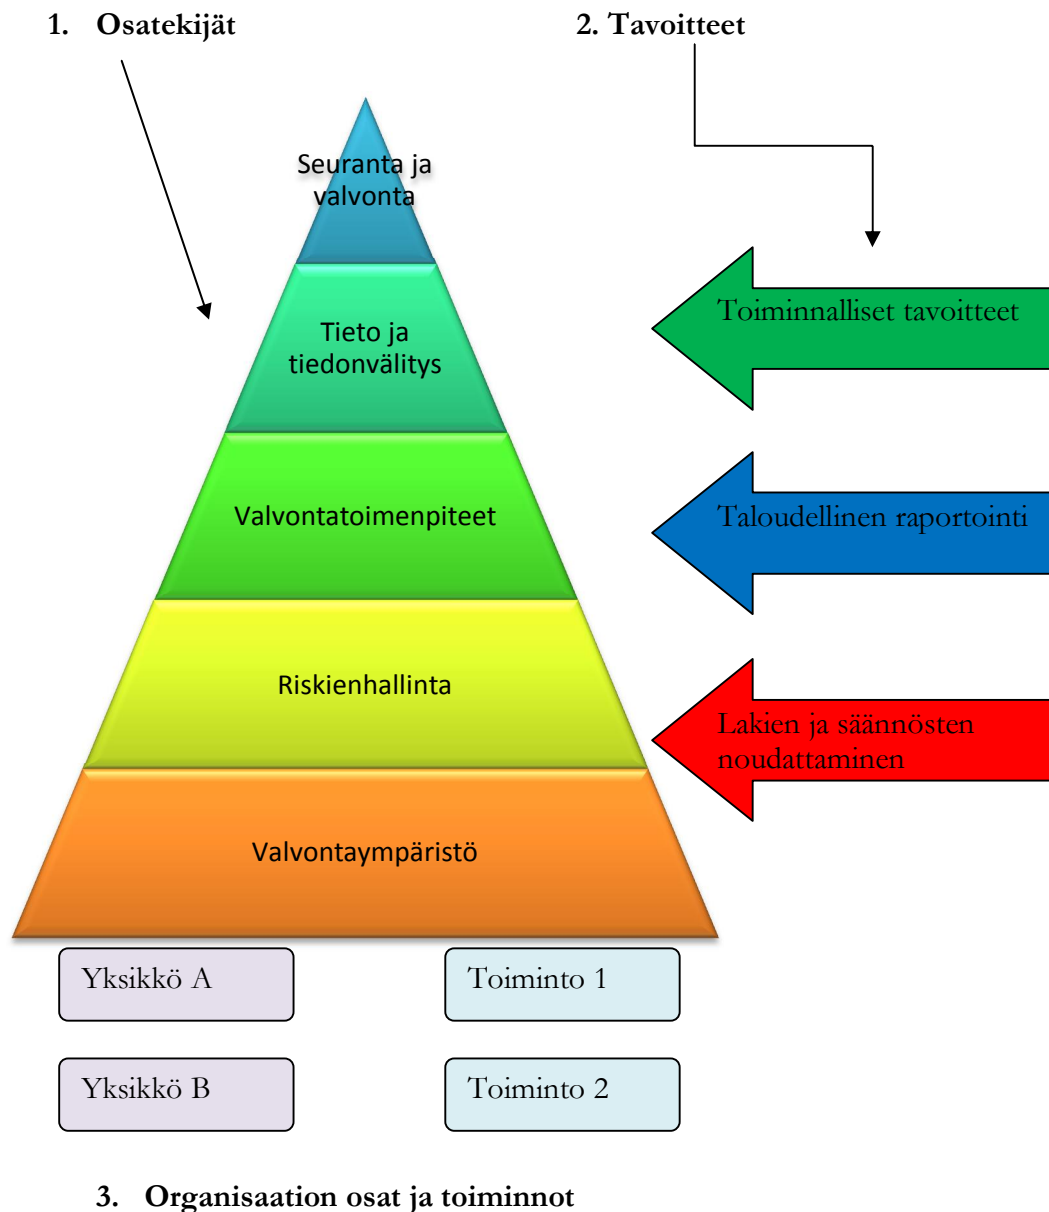 1. Osatekijät
2. Tavoitteet
Seuranta ja
valvonta
Tieto ja
tiedonvälitys
Valvontatoimenpiteet
Riskienhallinta
Valvontaympäristö
Toiminnalliset tavoitteet
Taloudellinen raportointi
Lakien ja säännösten
noudattaminen
Yksikkö A
Toiminto 1
Yksikkö B
Toiminto 2
3. Organisaation osat ja toiminnot